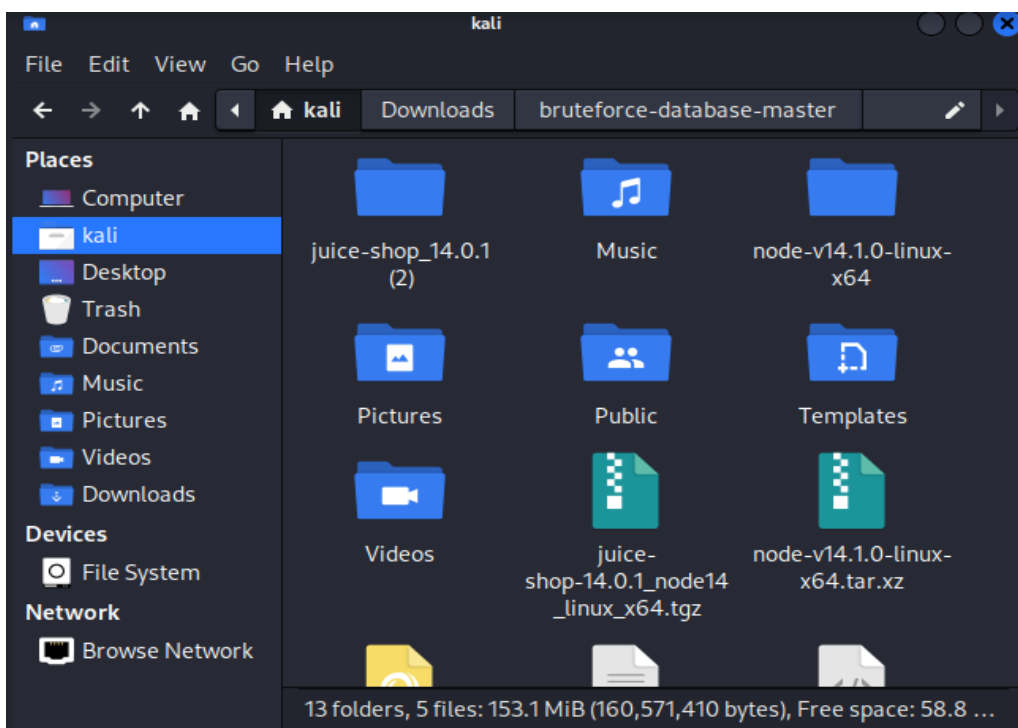 kali
File Edit View Go Help
kali Downloads bruteforce-database-master
Places
Computer
kali
Desktop
Trash
Documents
Music
Pictures
Videos
Downloads
Devices
File System
Network
Browse Network
juice-shop_14.0.1
(2)
Music
node-v14.1.0-linux-
x64
Pictures
Public
Templates
Videos
juice-
shop-14.0.1_node14
_linux_x64.tgz
node-v14.1.0-linux-
x64.tar.xz
13 folders, 5 files: 153.1 MiB (160,571,410 bytes), Free space: 58.8 ...